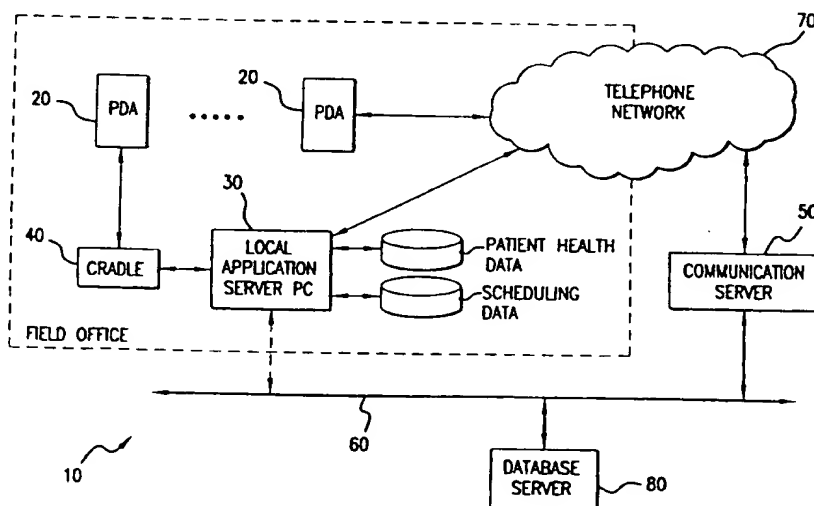 70
20
PDA
20
PDA
TELEPHONE
NETWORK
30
40
CRADLE
LOCAL
APPLICATION
SERVER PC
PATIENT HEALTH
DATA
SCHEDULING
DATA
50
COMMUNICATION
SERVER
FIELD OFFICE
60
10
DATABASE
SERVER
80